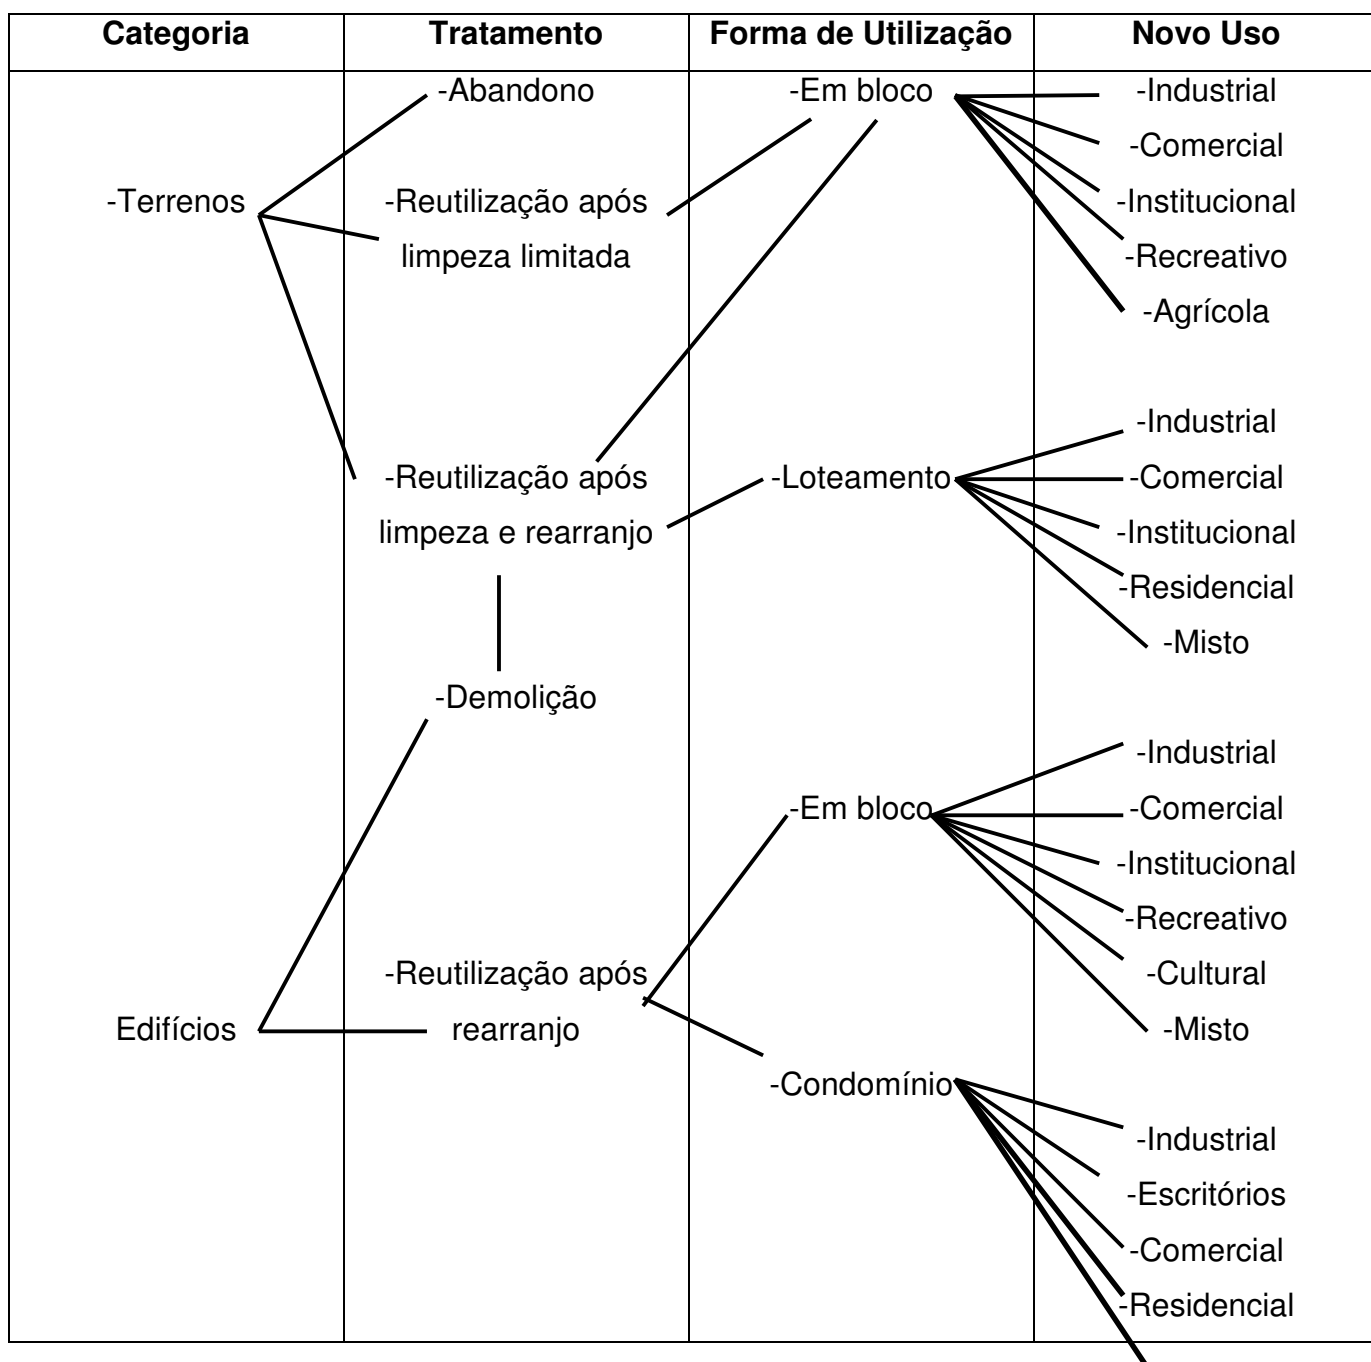 Categoria Tratamento Forma de Utilização Novo Uso
-Abandono -Em bloco -Industrial
-Comercial
-Terrenos -Reutilização após -Institucional
limpeza limitada -Recreativo
-Agrícola
-Industrial
-Reutilização após -Loteamento -Comercial
limpeza e rearranjo -Institucional
-Residencial
-Misto
-Demolição
-Industrial
-Em bloco -Comercial
-Institucional
-Recreativo
-Reutilização após -Cultural
Edifícios rearranjo -Misto
-Condomínio
-Industrial
-Escritórios
-Comercial
-Residencial